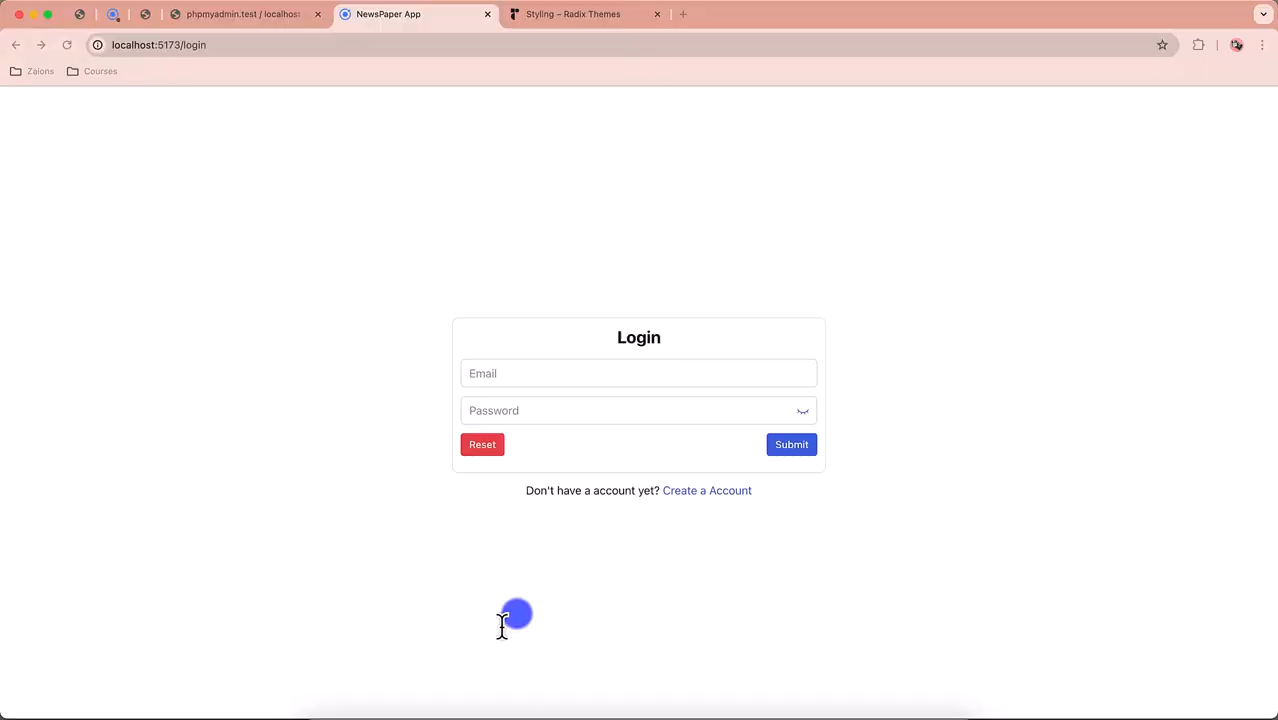 phpmyadmin.test / localhost
NewsPaper App
Styling – Radix Themes
localhost:5173/login
Zaions
Courses
Login
Email
Password
Reset
Submit
Don't have a account yet? Create a Account